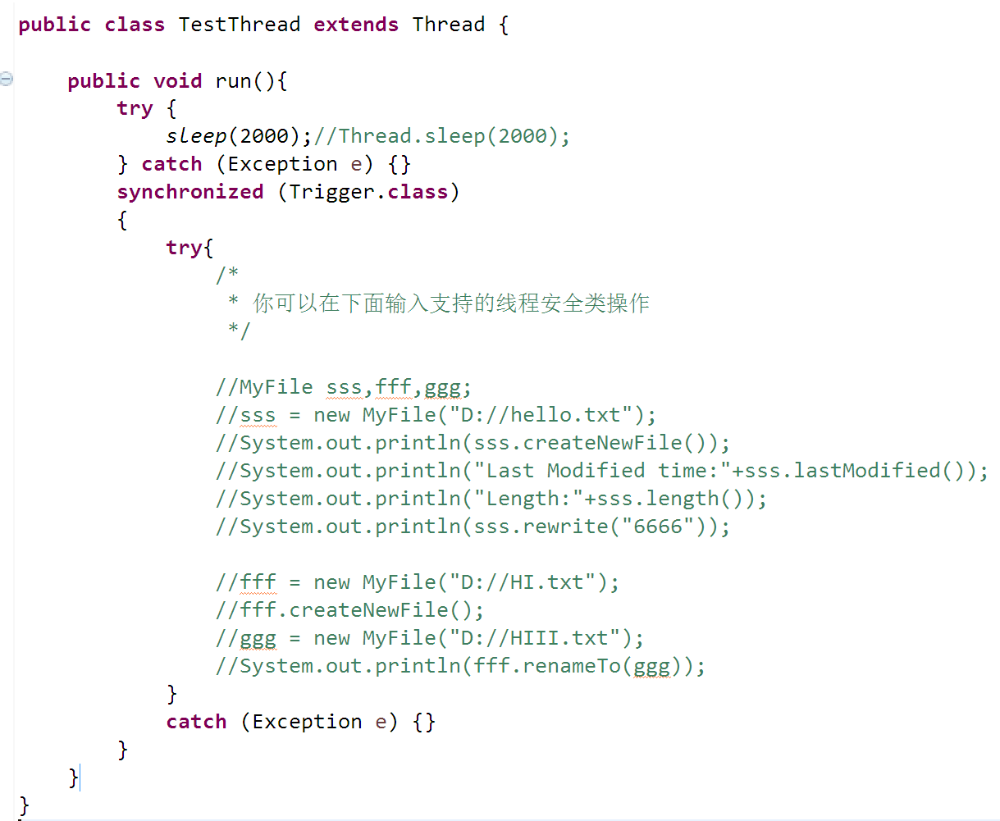 public class TestThread extends Thread {
public void run(){
try {
sleep(2000);//Thread.sleep(2000);
} catch (Exception e) {}
synchronized (Trigger.class)
{
try{
/*
* 你可以在下面输入支持的线程安全类操作
*/
//MyFile sss,fff,ggg;
//sss = new MyFile("D://hello.txt");
//System.out.println(sss.createNewFile());
//System.out.println("Last Modified time:"+sss.lastModified());
//System.out.println("Length:"+sss.length());
//System.out.println(sss.rewrite("6666"));
//fff = new MyFile("D://HI.txt");
//fff.createNewFile();
//ggg = new MyFile("D://HIII.txt");
//System.out.println(fff.renameTo(ggg));
}
catch (Exception e) {}
}
}
}